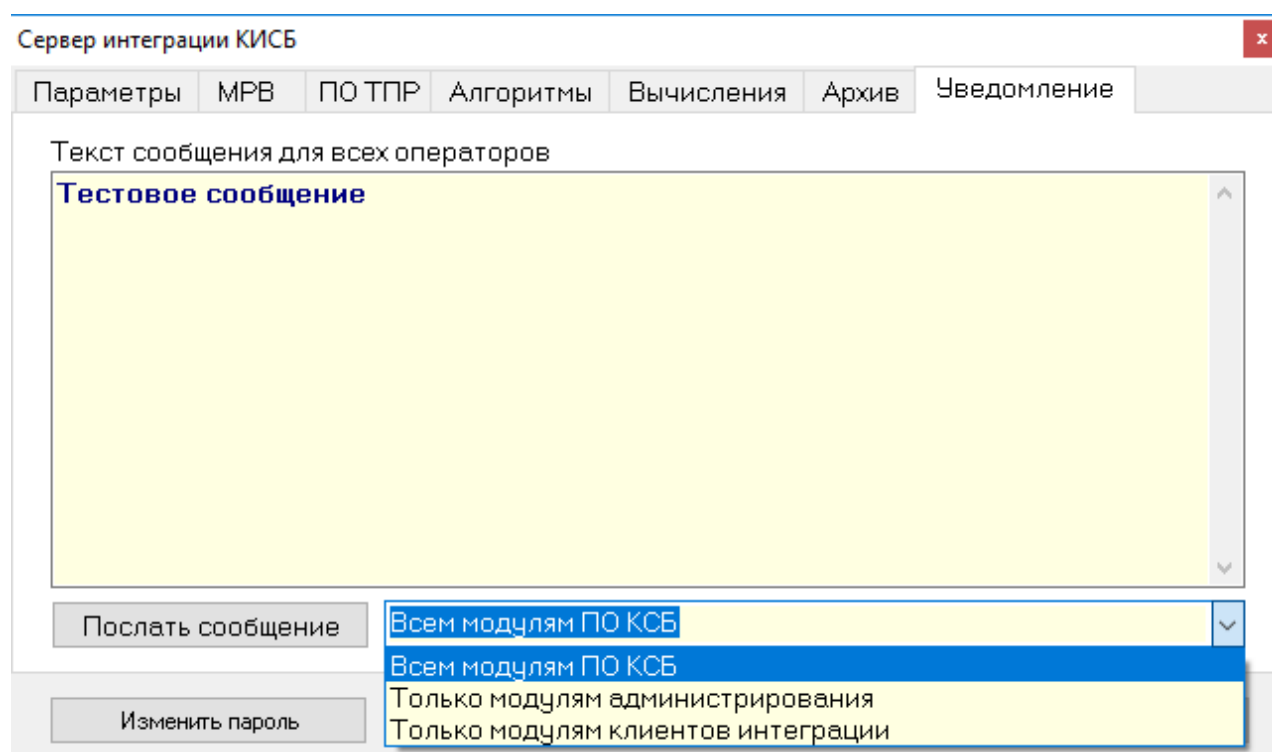 Сервер интеграции КИСБ
x
Параметры МРВ ПО ТПР Алгоритмы Вычисления Архив Уведомление
Текст сообщения для всех операторов
Тестовое сообщение
Послать сообщение Всем модулям ПО КСБ
Всем модулям ПО КСБ
Только модулям администрирования
Изменить пароль
Только модулям клиентов интеграции